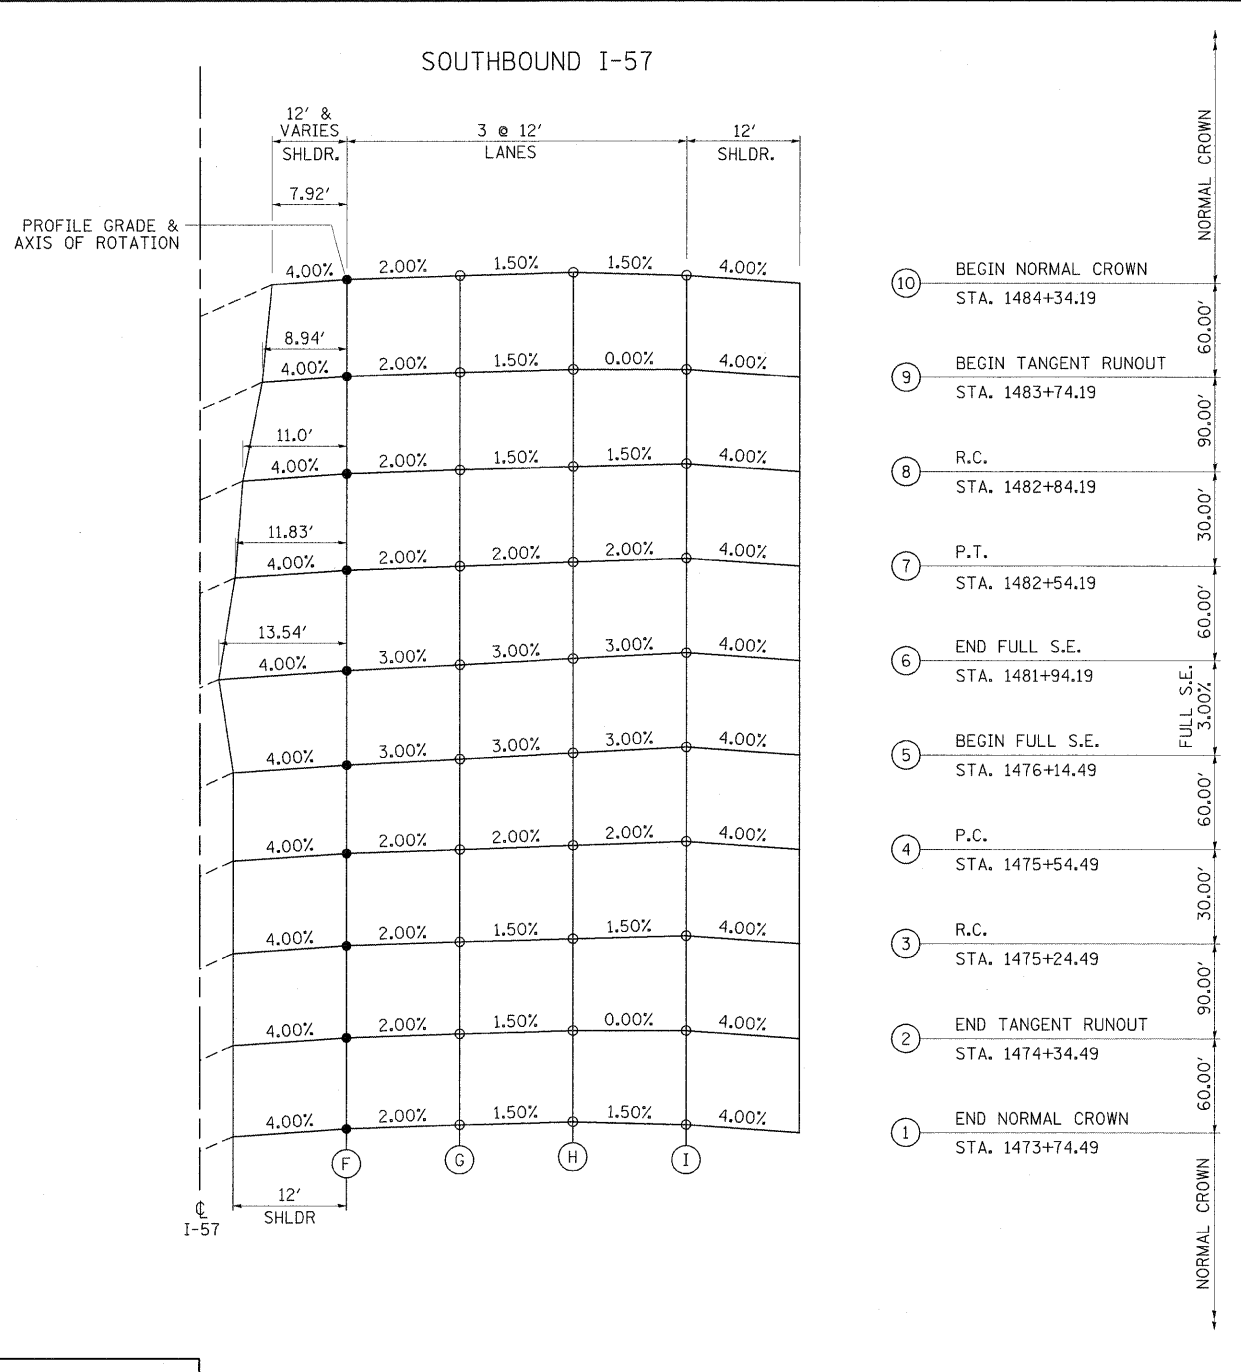 SOUTHBOUND I-57
12' &
VARIES
SHLDR.
3 @ 12'
LANES
12'
SHLDR.
7.92'
PROFILE GRADE &
AXIS OF ROTATION
4.00% 2.00% 1.50% 1.50% 4.00%
10 BEGIN NORMAL CROWN
STA. 1484+34.19
8.94'
4.00% 2.00% 1.50% 0.00% 4.00%
9 BEGIN TANGENT RUNOUT
STA. 1483+74.19
11.0'
4.00% 2.00% 1.50% 1.50% 4.00%
8 R.C.
STA. 1482+84.19
11.83'
4.00% 2.00% 2.00% 2.00% 4.00%
7 P.T.
STA. 1482+54.19
13.54'
4.00% 3.00% 3.00% 3.00% 4.00%
6 END FULL S.E.
STA. 1481+94.19
4.00% 3.00% 3.00% 3.00% 4.00%
5 BEGIN FULL S.E.
STA. 1476+14.49
4.00% 2.00% 2.00% 2.00% 4.00%
4 P.C.
STA. 1475+54.49
4.00% 2.00% 1.50% 1.50% 4.00%
3 R.C.
STA. 1475+24.49
4.00% 2.00% 1.50% 0.00% 4.00%
2 END TANGENT RUNOUT
STA. 1474+34.49
4.00% 2.00% 1.50% 1.50% 4.00%
1 END NORMAL CROWN
STA. 1473+74.49
F G H I
12'
SHLDR
℄
I-57
NORMAL CROWN
60.00'
90.00'
30.00'
60.00'
FULL S.E.
3.00%
60.00'
30.00'
90.00'
60.00'
NORMAL CROWN